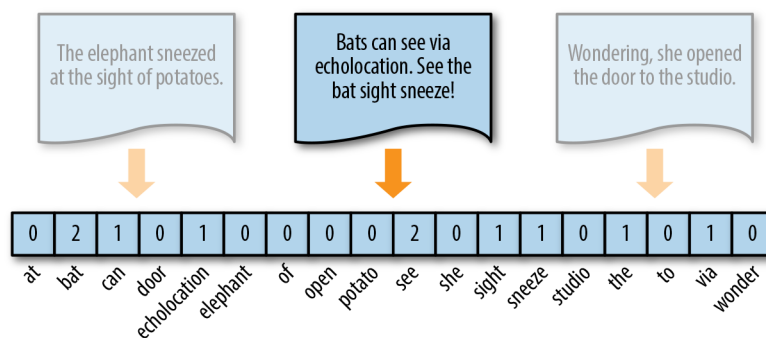 The elephant sneezed
at the sight of potatoes.
Bats can see via
echolocation. See the
bat sight sneeze!
Wondering, she opened
the door to the studio.
0 2 1 0 1 0 0 0 0 2 0 1 1 0 1 0 1 0
at bat can door echolocation elephant of open potato see she sight sneeze studio the to via wonder